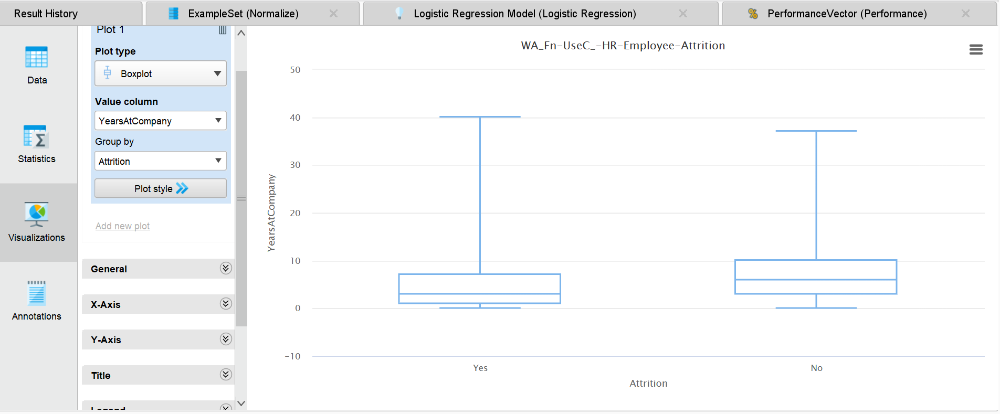 Result History
ExampleSet (Normalize)
Logistic Regression Model (Logistic Regression)
PerformanceVector (Performance)
Data
Statistics
Visualizations
Annotations
Plot 1
Plot type
Boxplot
Value column
YearsAtCompany
Group by
Attrition
Plot style
Add new plot
General
X-Axis
Y-Axis
Title
Legend
WA_Fn-UseC_-HR-Employee-Attrition
50
40
30
20
10
0
-10
YearsAtCompany
Yes
No
Attrition